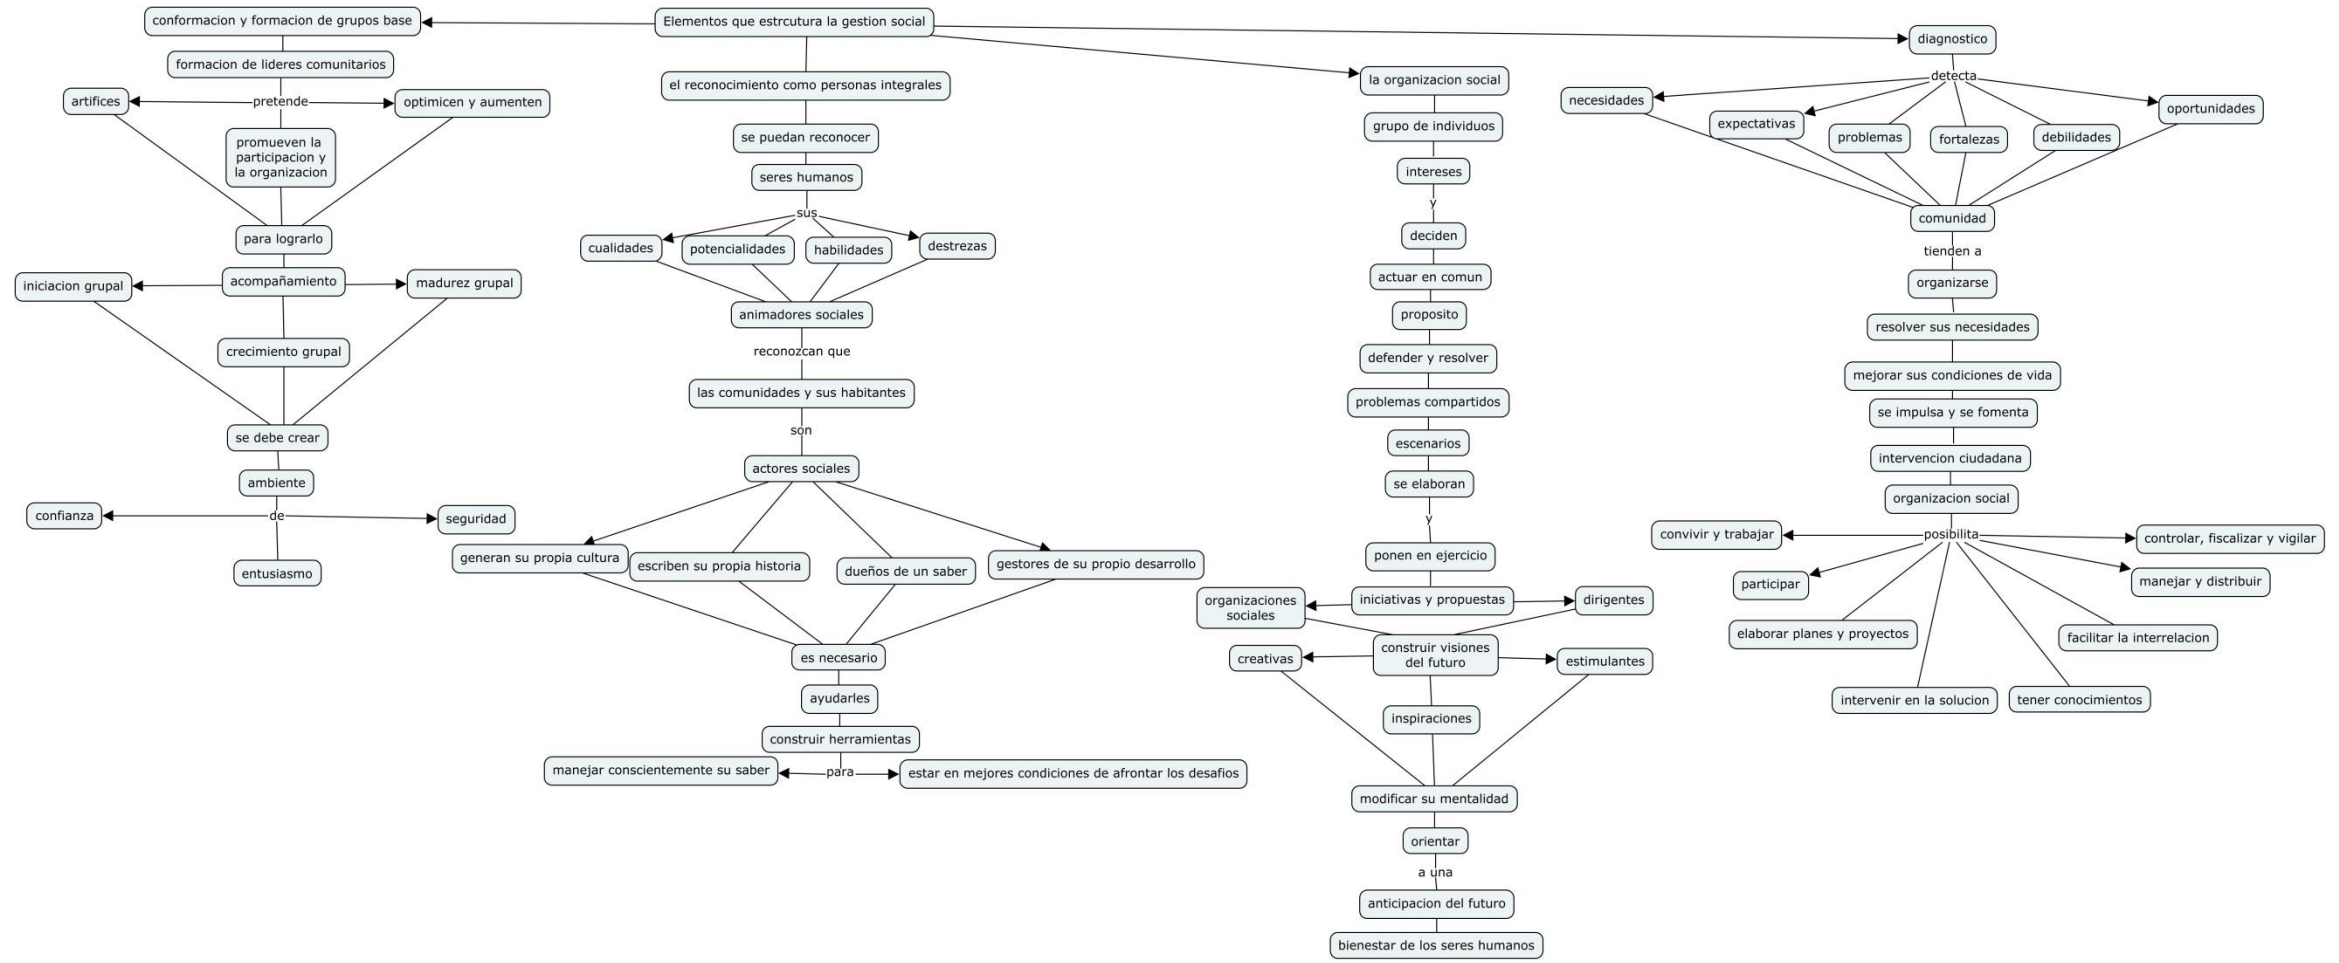 Elementos que estrcutura la gestion social
conformacion y formacion de grupos base
formacion de lideres comunitarios
pretende
artifices
promueven la
participacion y
la organizacion
optimicen y aumenten
para lograrlo
acompañamiento
iniciacion grupal
crecimiento grupal
madurez grupal
se debe crear
ambiente
de
confianza
entusiasmo
seguridad
el reconocimiento como personas integrales
se puedan reconocer
seres humanos
sus
cualidades
potencialidades
habilidades
destrezas
animadores sociales
reconozcan que
las comunidades y sus habitantes
son
actores sociales
generan su propia cultura
escriben su propia historia
dueños de un saber
gestores de su propio desarrollo
es necesario
ayudarles
construir herramientas
para
manejar conscientemente su saber
estar en mejores condiciones de afrontar los desafios
la organizacion social
grupo de individuos
intereses
y
deciden
actuar en comun
proposito
defender y resolver
problemas compartidos
escenarios
se elaboran
y
ponen en ejercicio
iniciativas y propuestas
organizaciones
sociales
dirigentes
construir visiones
del futuro
creativas
inspiraciones
estimulantes
modificar su mentalidad
orientar
a una
anticipacion del futuro
bienestar de los seres humanos
diagnostico
detecta
necesidades
expectativas
problemas
fortalezas
debilidades
oportunidades
comunidad
tienden a
organizarse
resolver sus necesidades
mejorar sus condiciones de vida
se impulsa y se fomenta
intervencion ciudadana
organizacion social
posibilita
convivir y trabajar
participar
elaborar planes y proyectos
intervenir en la solucion
tener conocimientos
facilitar la interrelacion
manejar y distribuir
controlar, fiscalizar y vigilar